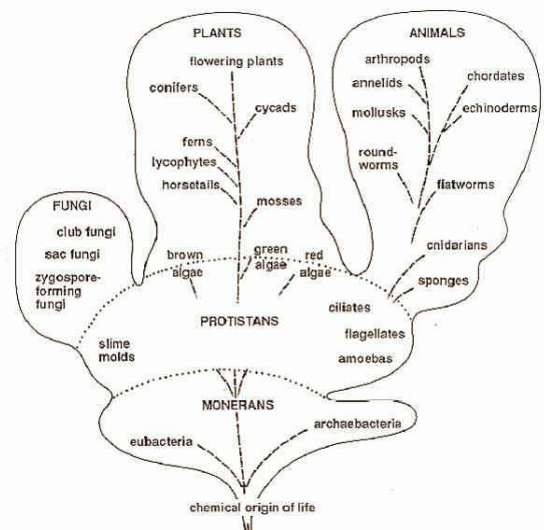 PLANTS
flowering plants
conifers
cycads
ferns
lycophytes
horsetails
mosses
ANIMALS
arthropods
chordates
annelids
echinoderms
mollusks
round-
worms
flatworms
cnidarians
sponges
FUNGI
club fungi
sac fungi
zygospore-
forming
fungi
brown
algae
green
algae
red
algae
ciliates
PROTISTANS
flagellates
slime
molds
amoebas
MONERANS
archaebacteria
eubacteria
chemical origin of life